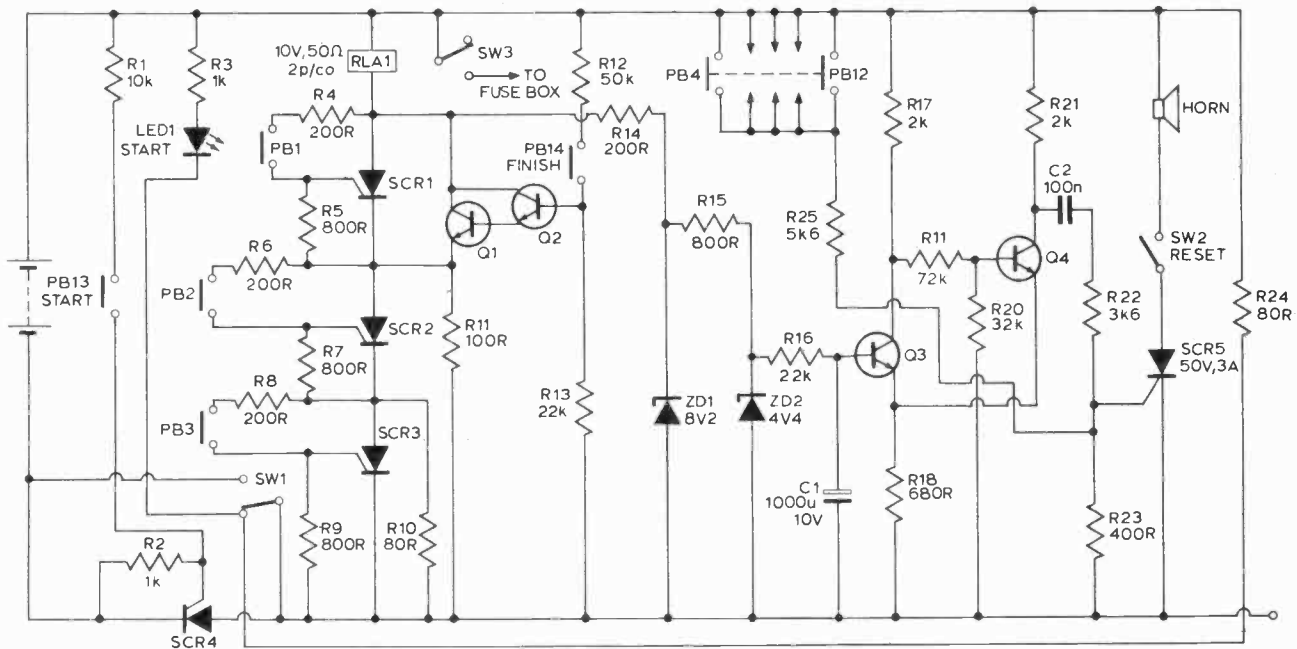 R1
10k
R3
1k
LED1
START
10V,50Ω
2p/co
RLA1
R4
200R
PB1
SCR1
R5
800R
R6
200R
PB2
SCR2
R7
800R
R8
200R
PB3
SCR3
PB13
START
SW1
R2
1k
SCR4
R9
800R
R10
80R
R11
100R
Q1
Q2
SW3
TO
FUSE BOX
R12
50k
PB14
FINISH
R14
200R
R13
22k
R15
800R
ZD1
8V2
ZD2
4V4
R16
22k
C1
1000u
10V
PB4
PB12
R25
5k6
R17
2k
R11
72k
Q3
R18
680R
R20
32k
Q4
R21
2k
C2
100n
R22
3k6
R23
400R
HORN
SW2
RESET
SCR5
50V,3A
R24
80R